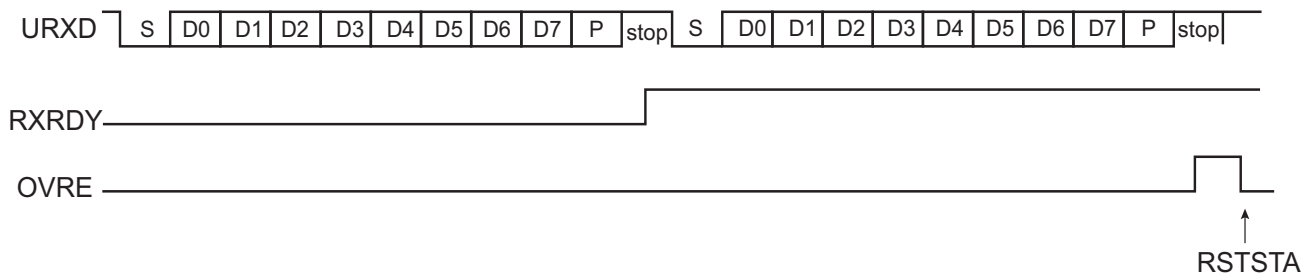 URXD S D0 D1 D2 D3 D4 D5 D6 D7 P stop S D0 D1 D2 D3 D4 D5 D6 D7 P stop
RXRDY
OVRE
RSTSTA